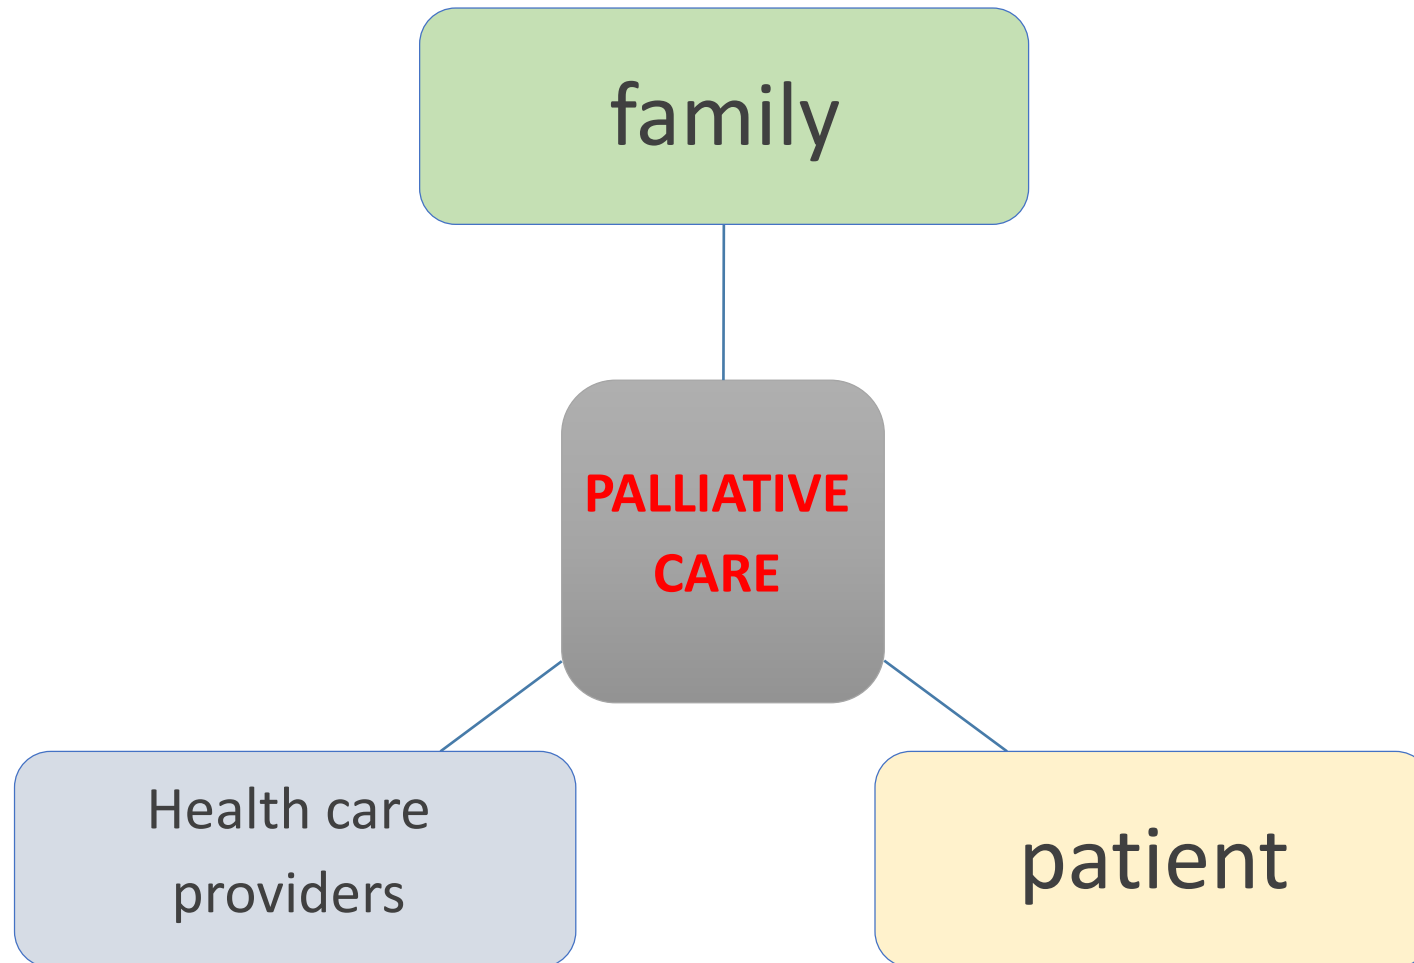 family
PALLIATIVE
CARE
Health care
providers
patient